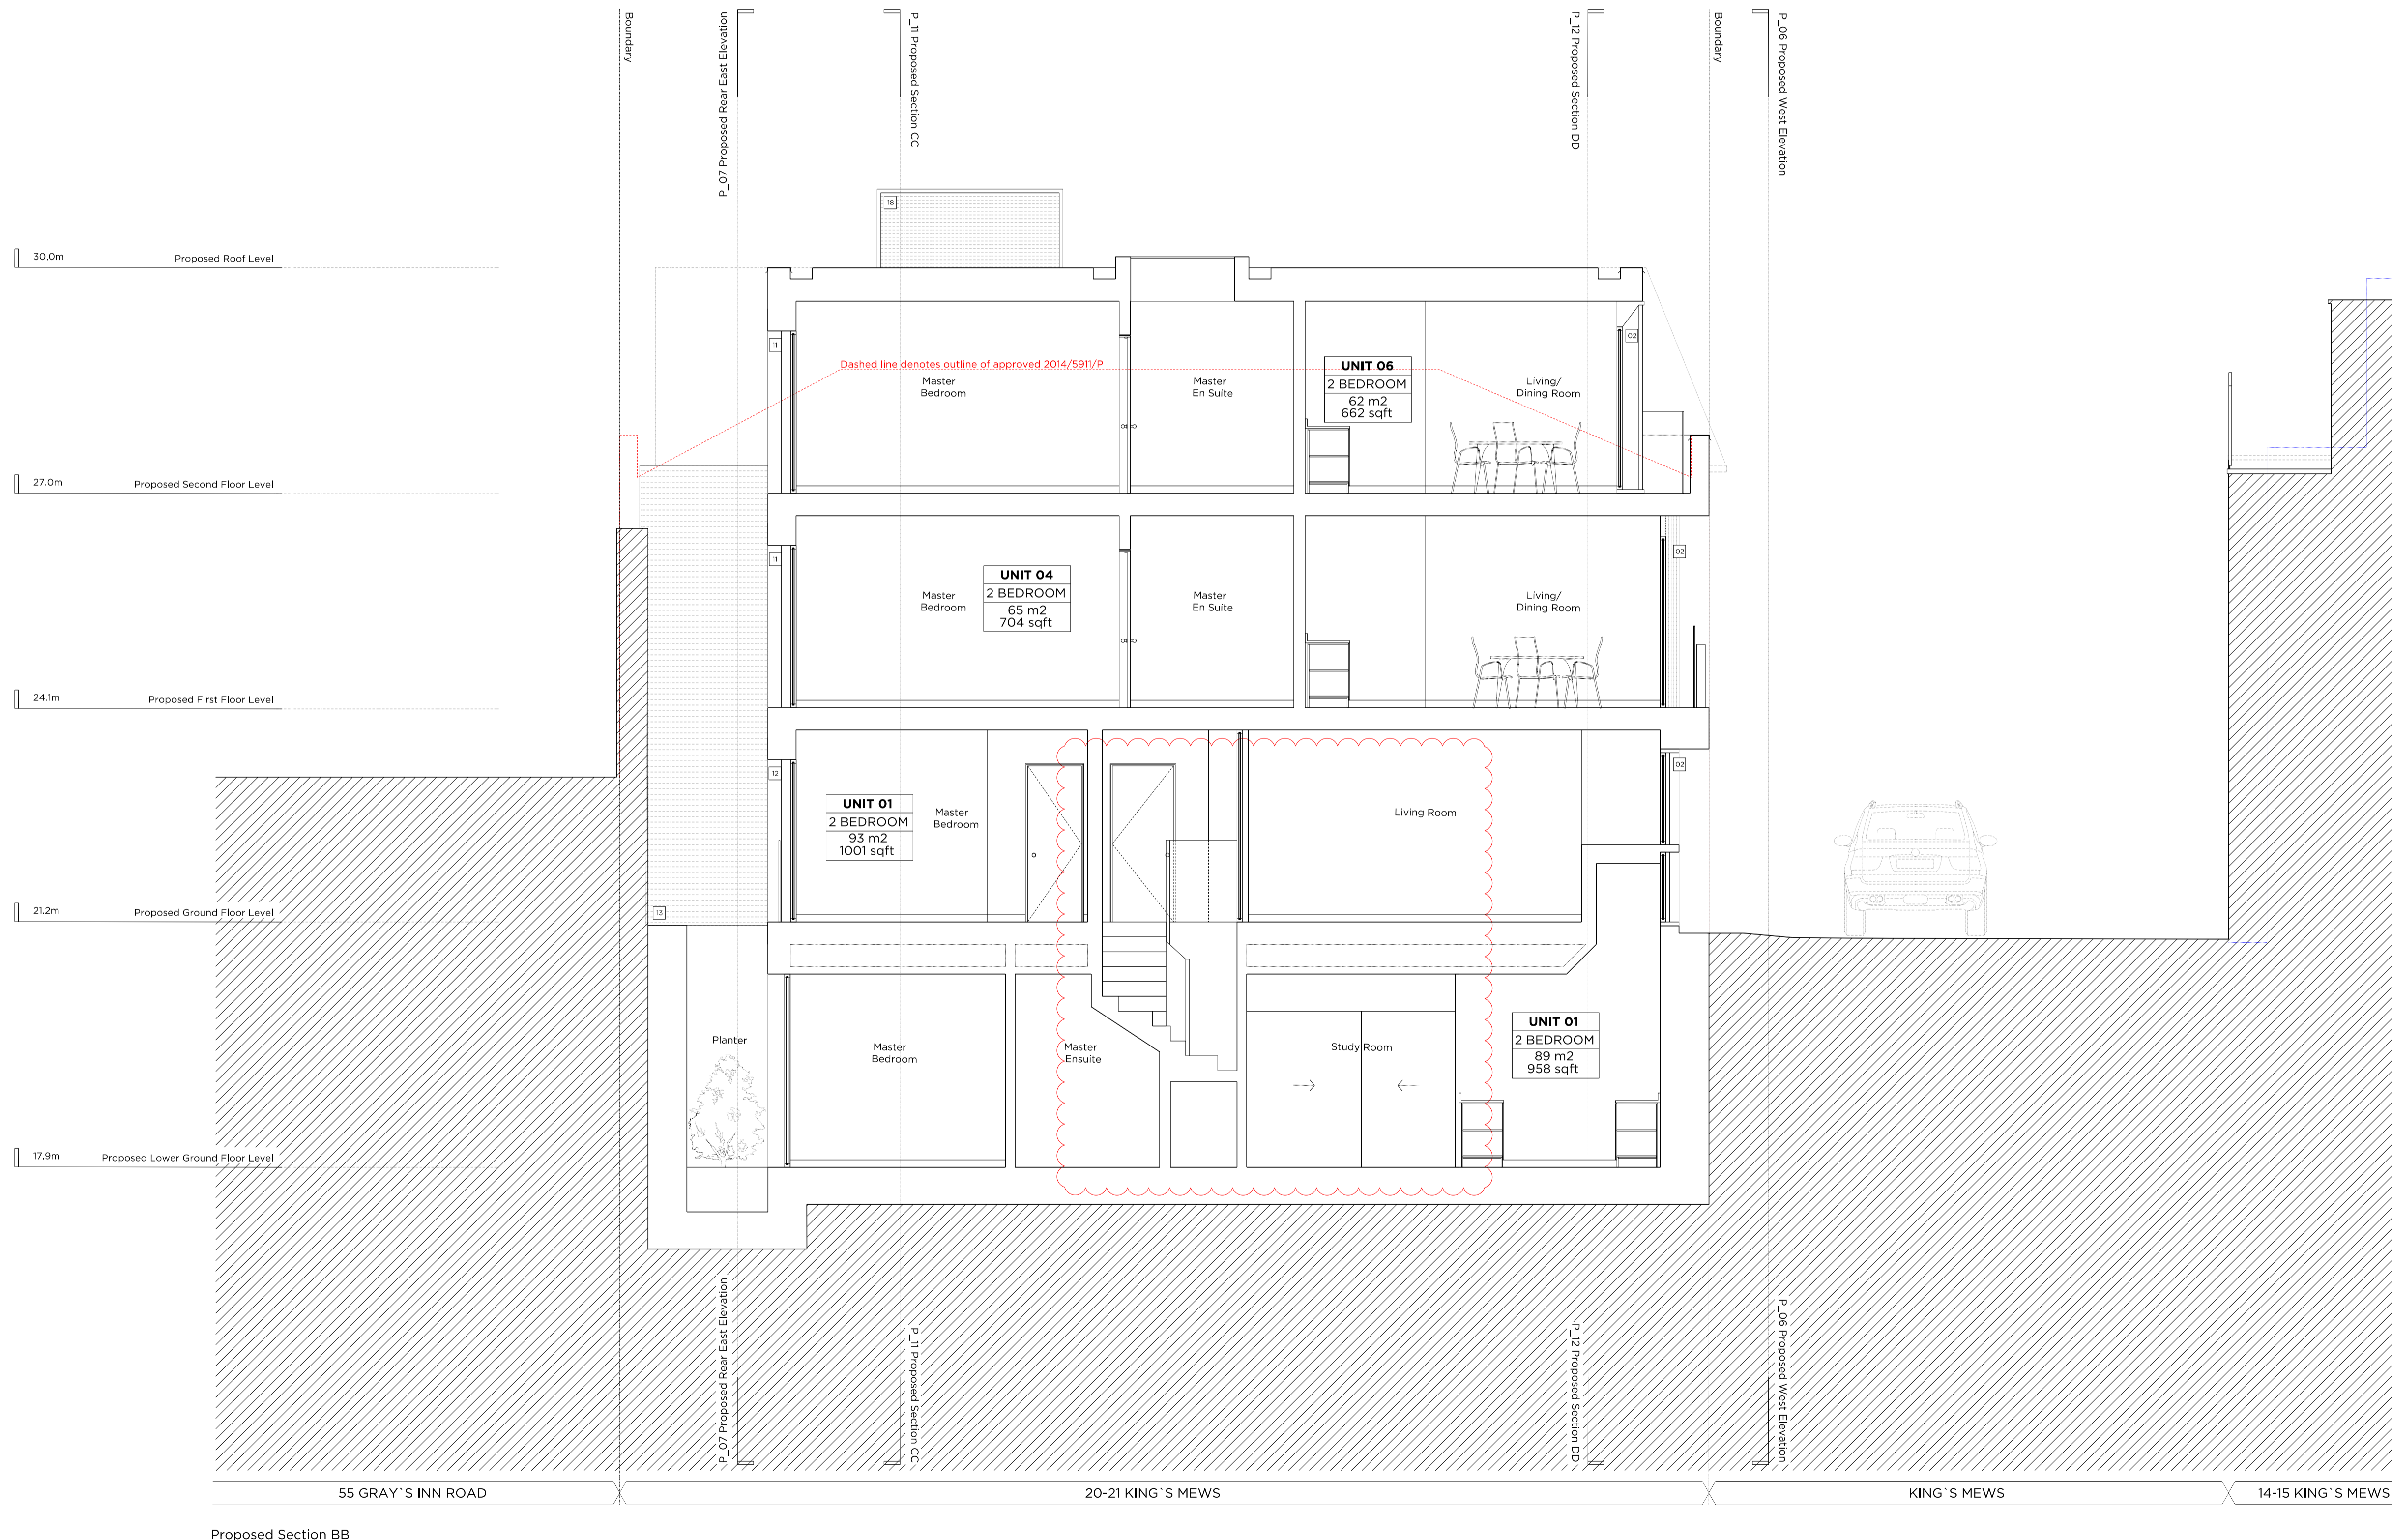 Boundary
P_07 Proposed Rear East Elevation
P_11 Proposed Section CC
P_12 Proposed Section DD
Boundary
P_06 Proposed West Elevation
18
30.0m Proposed Roof Level
11
02
Dashed line denotes outline of approved 2014/5911/P
Master
Bedroom
Master
En Suite
UNIT 06
2 BEDROOM
62 m2
662 sqft
Living/
Dining Room
27.0m Proposed Second Floor Level
11
02
Master
Bedroom
UNIT 04
2 BEDROOM
65 m2
704 sqft
Master
En Suite
Living/
Dining Room
24.1m Proposed First Floor Level
12
02
UNIT 01
2 BEDROOM
93 m2
1001 sqft
Master
Bedroom
Living Room
21.2m Proposed Ground Floor Level
13
Planter
Master
Bedroom
Master
Ensuite
Study Room
UNIT 01
2 BEDROOM
89 m2
958 sqft
17.9m Proposed Lower Ground Floor Level
P_07 Proposed Rear East Elevation
P_11 Proposed Section CC
P_12 Proposed Section DD
P_06 Proposed West Elevation
55 GRAY`S INN ROAD
20-21 KING`S MEWS
KING`S MEWS
14-15 KING`S MEWS
Proposed Section BB